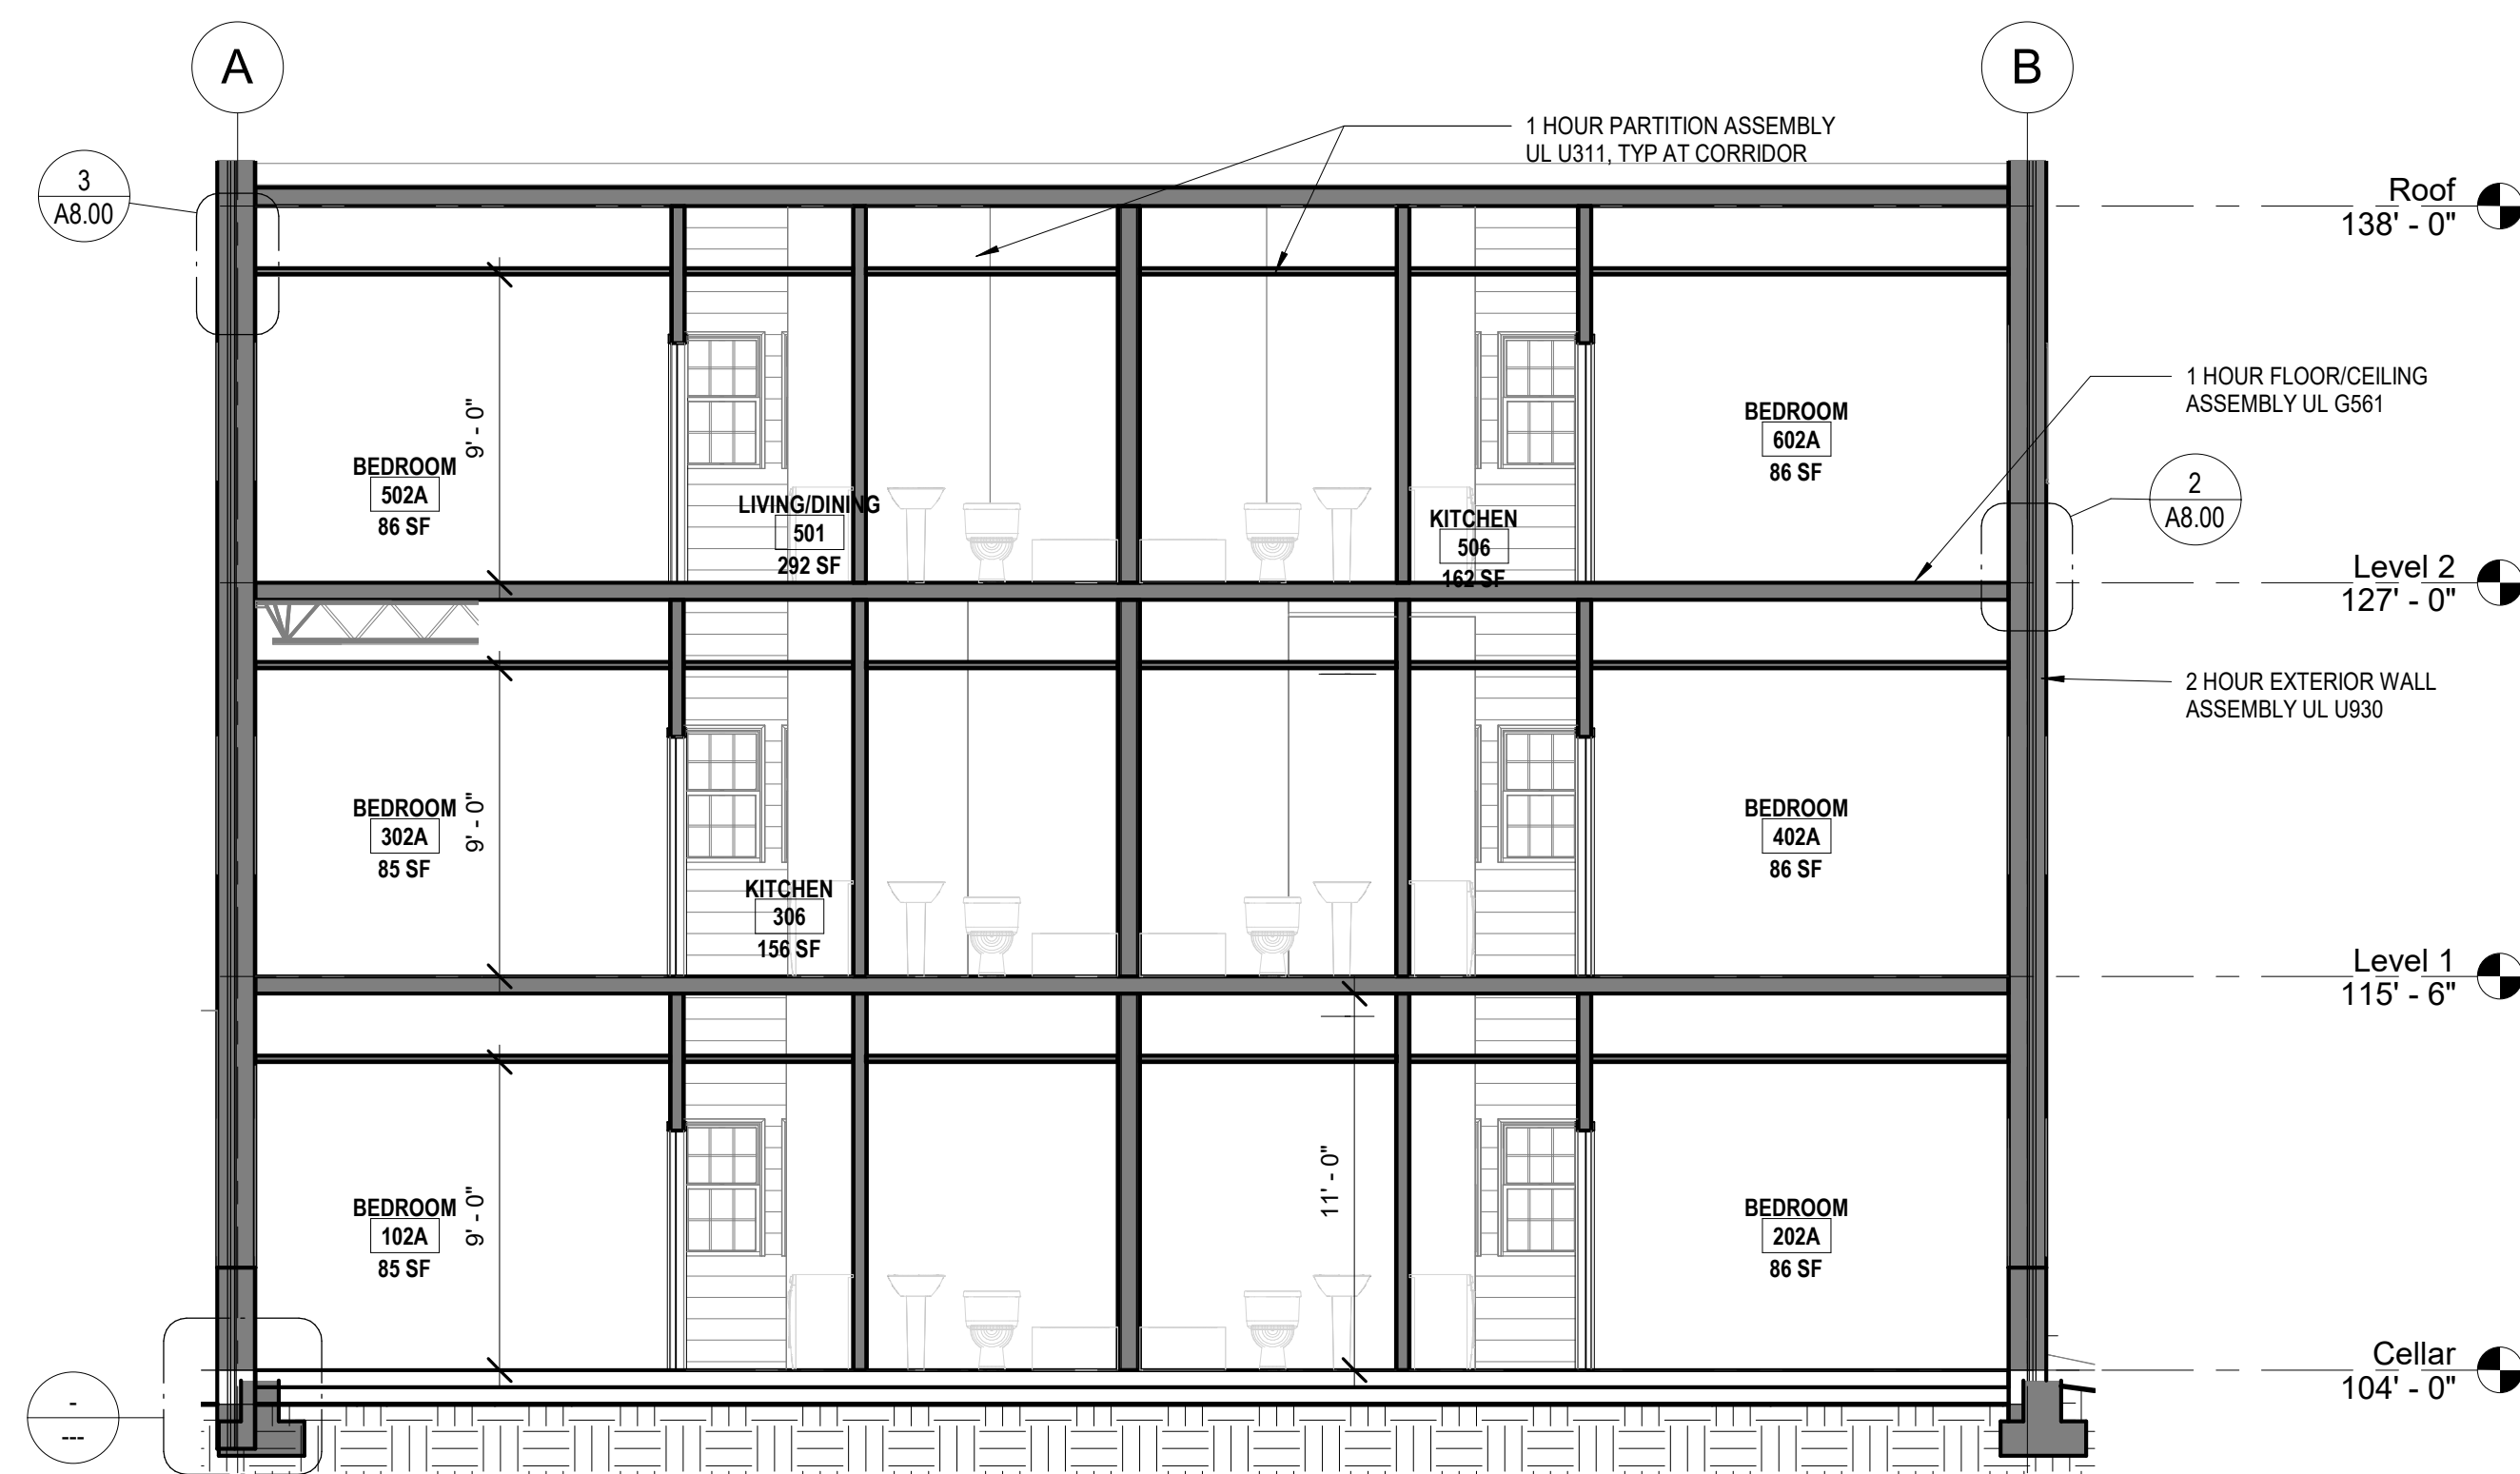 A
B
1 HOUR PARTITION ASSEMBLY
UL U311, TYP AT CORRIDOR
3
A8.00
Roof
138' - 0"
1 HOUR FLOOR/CEILING
ASSEMBLY UL G561
9' - 0"
BEDROOM
502A
86 SF
LIVING/DINING
501
292 SF
KITCHEN
506
162 SF
BEDROOM
602A
86 SF
2
A8.00
Level 2
127' - 0"
2 HOUR EXTERIOR WALL
ASSEMBLY UL U930
BEDROOM
302A
85 SF
9' - 0"
KITCHEN
306
156 SF
BEDROOM
402A
86 SF
Level 1
115' - 6"
BEDROOM
102A
85 SF
9' - 0"
11' - 0"
BEDROOM
202A
86 SF
Cellar
104' - 0"
-
---